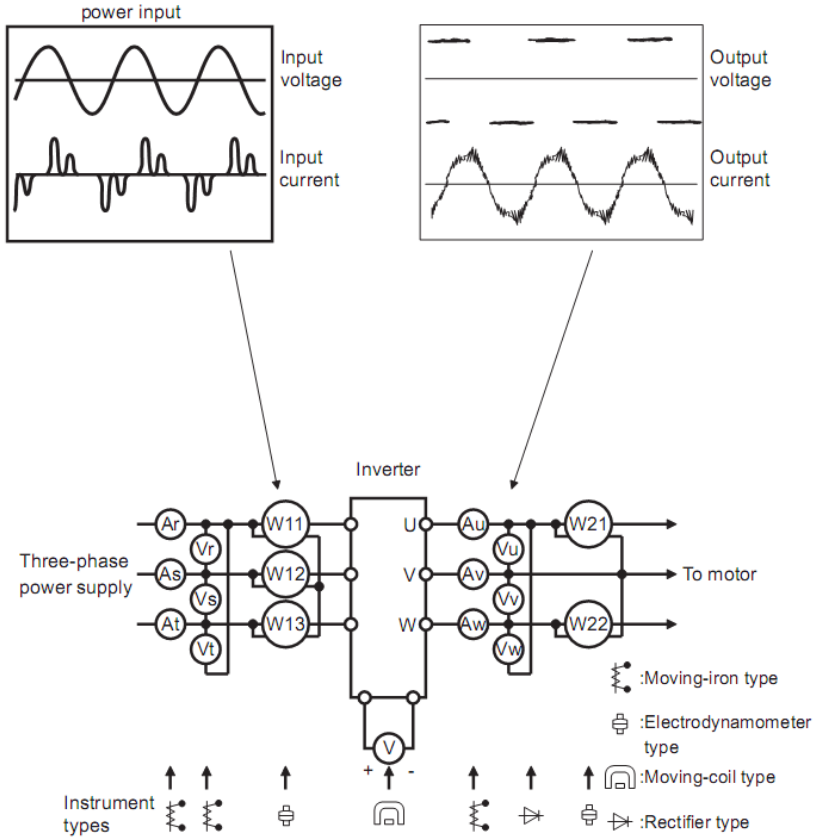 power input
Input
voltage
Input
current
Output
voltage
Output
current
Inverter
Three-phase
power supply
Ar
As
At
Vr
Vs
Vt
W11
W12
W13
U
V
W
Au
Av
Aw
Vu
Vv
Vw
W21
W22
To motor
V
+ -
:Moving-iron type
:Electrodynamometer
type
:Moving-coil type
:Rectifier type
Instrument
types